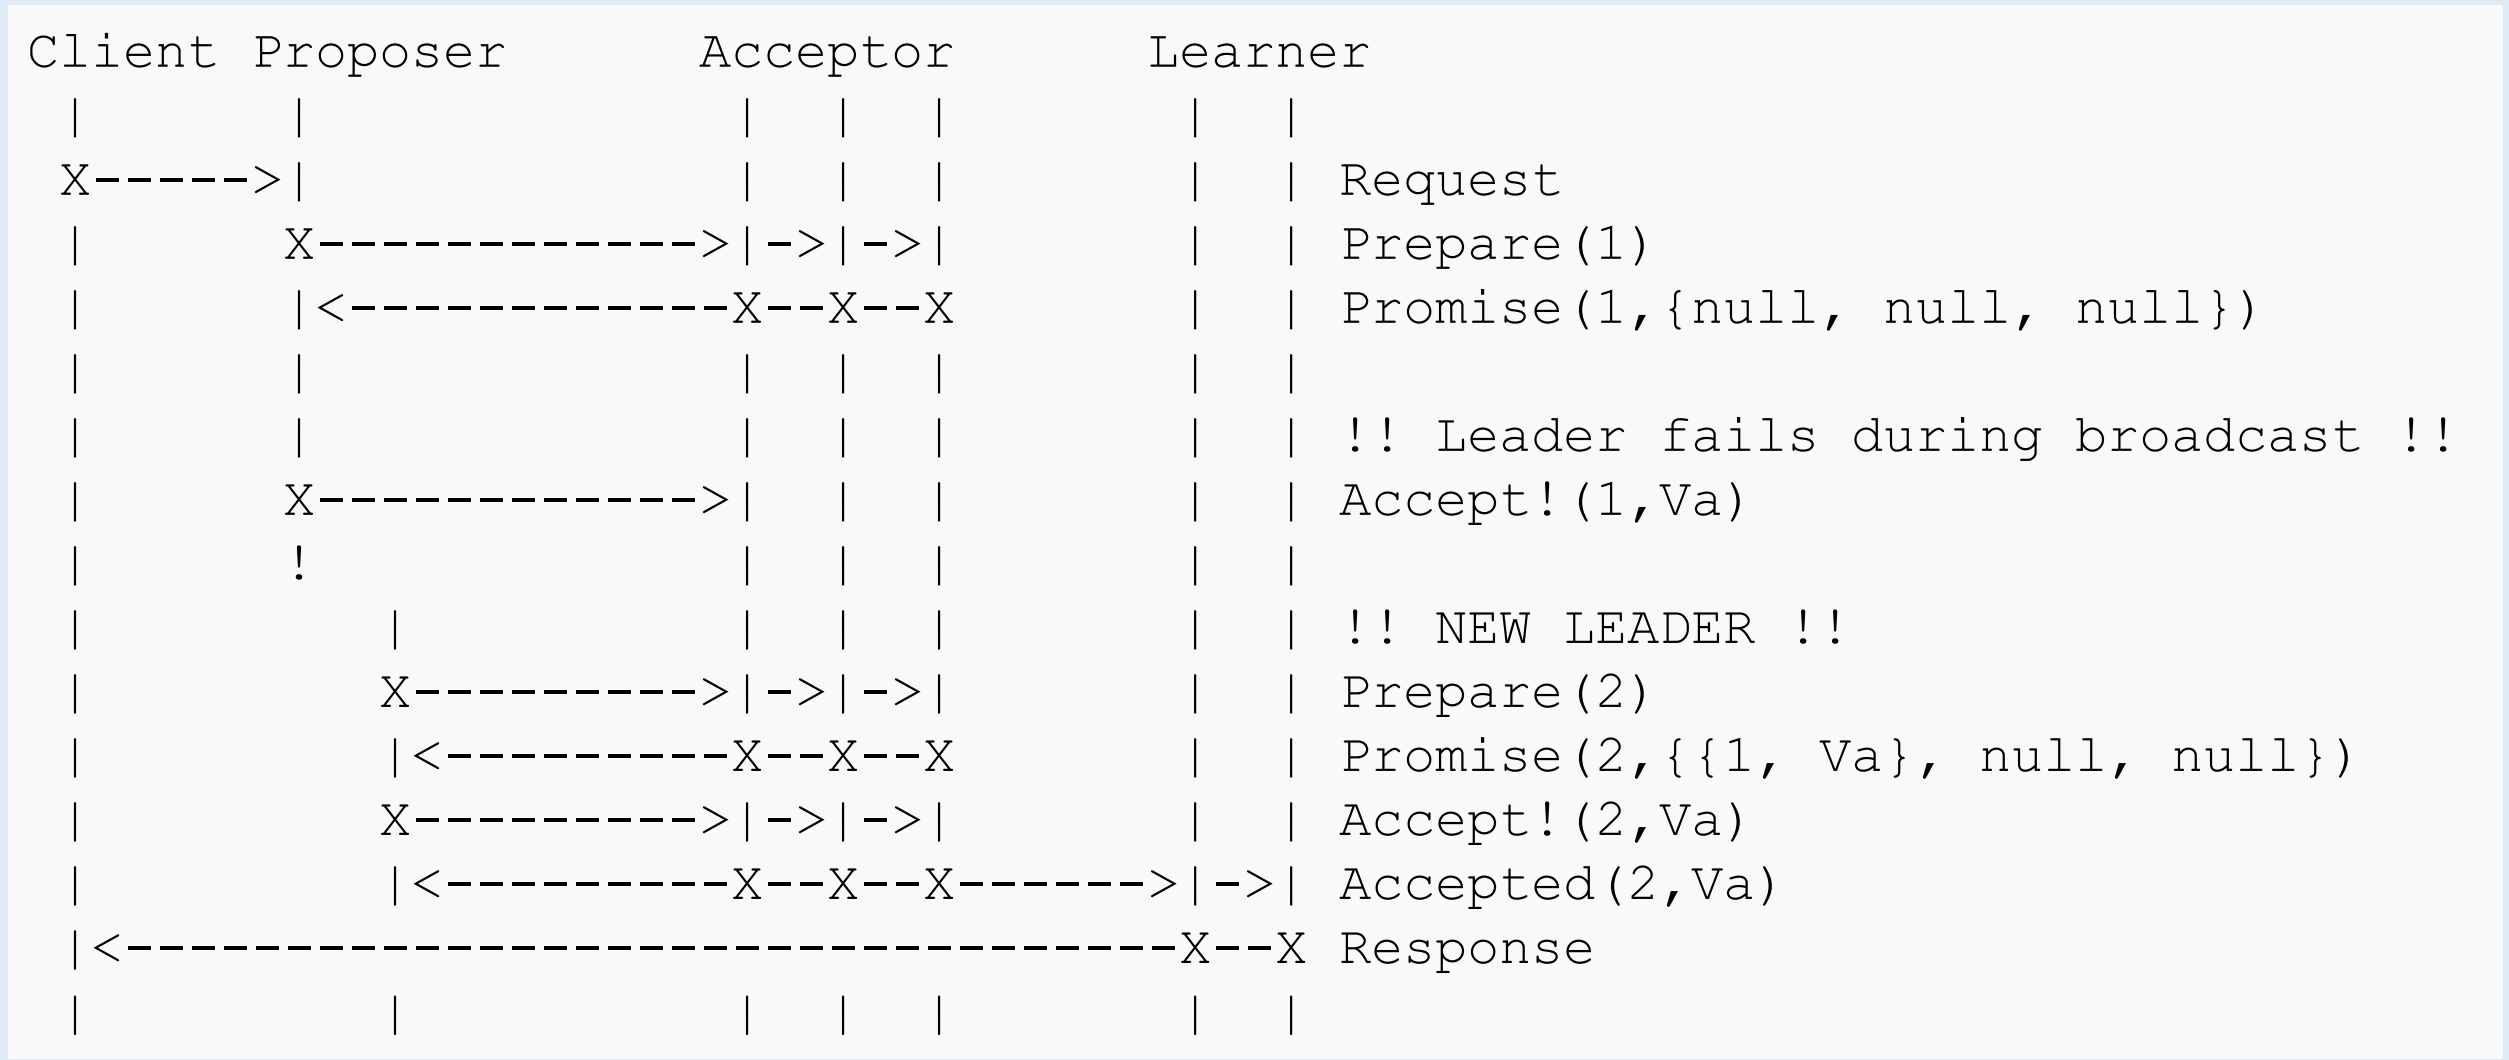 Client Proposer      Acceptor      Learner
   |      |             |  |  |       |  |
   X----->|             |  |  |       |  | Request
   |      X------------>|->|->|       |  | Prepare(1)
   |      |<------------X--X--X       |  | Promise(1,{null, null, null})
   |      |             |  |  |       |  |
   |      |             |  |  |       |  | !! Leader fails during broadcast !!
   |      X------------>|  |  |       |  | Accept!(1,Va)
   |      !             |  |  |       |  |
   |         |          |  |  |       |  | !! NEW LEADER !!
   |         X--------->|->|->|       |  | Prepare(2)
   |         |<---------X--X--X       |  | Promise(2,{{1, Va}, null, null})
   |         X--------->|->|->|       |  | Accept!(2,Va)
   |         |<---------X--X--X------>|->| Accepted(2,Va)
   |<---------------------------------X--X Response
   |         |          |  |  |       |  |